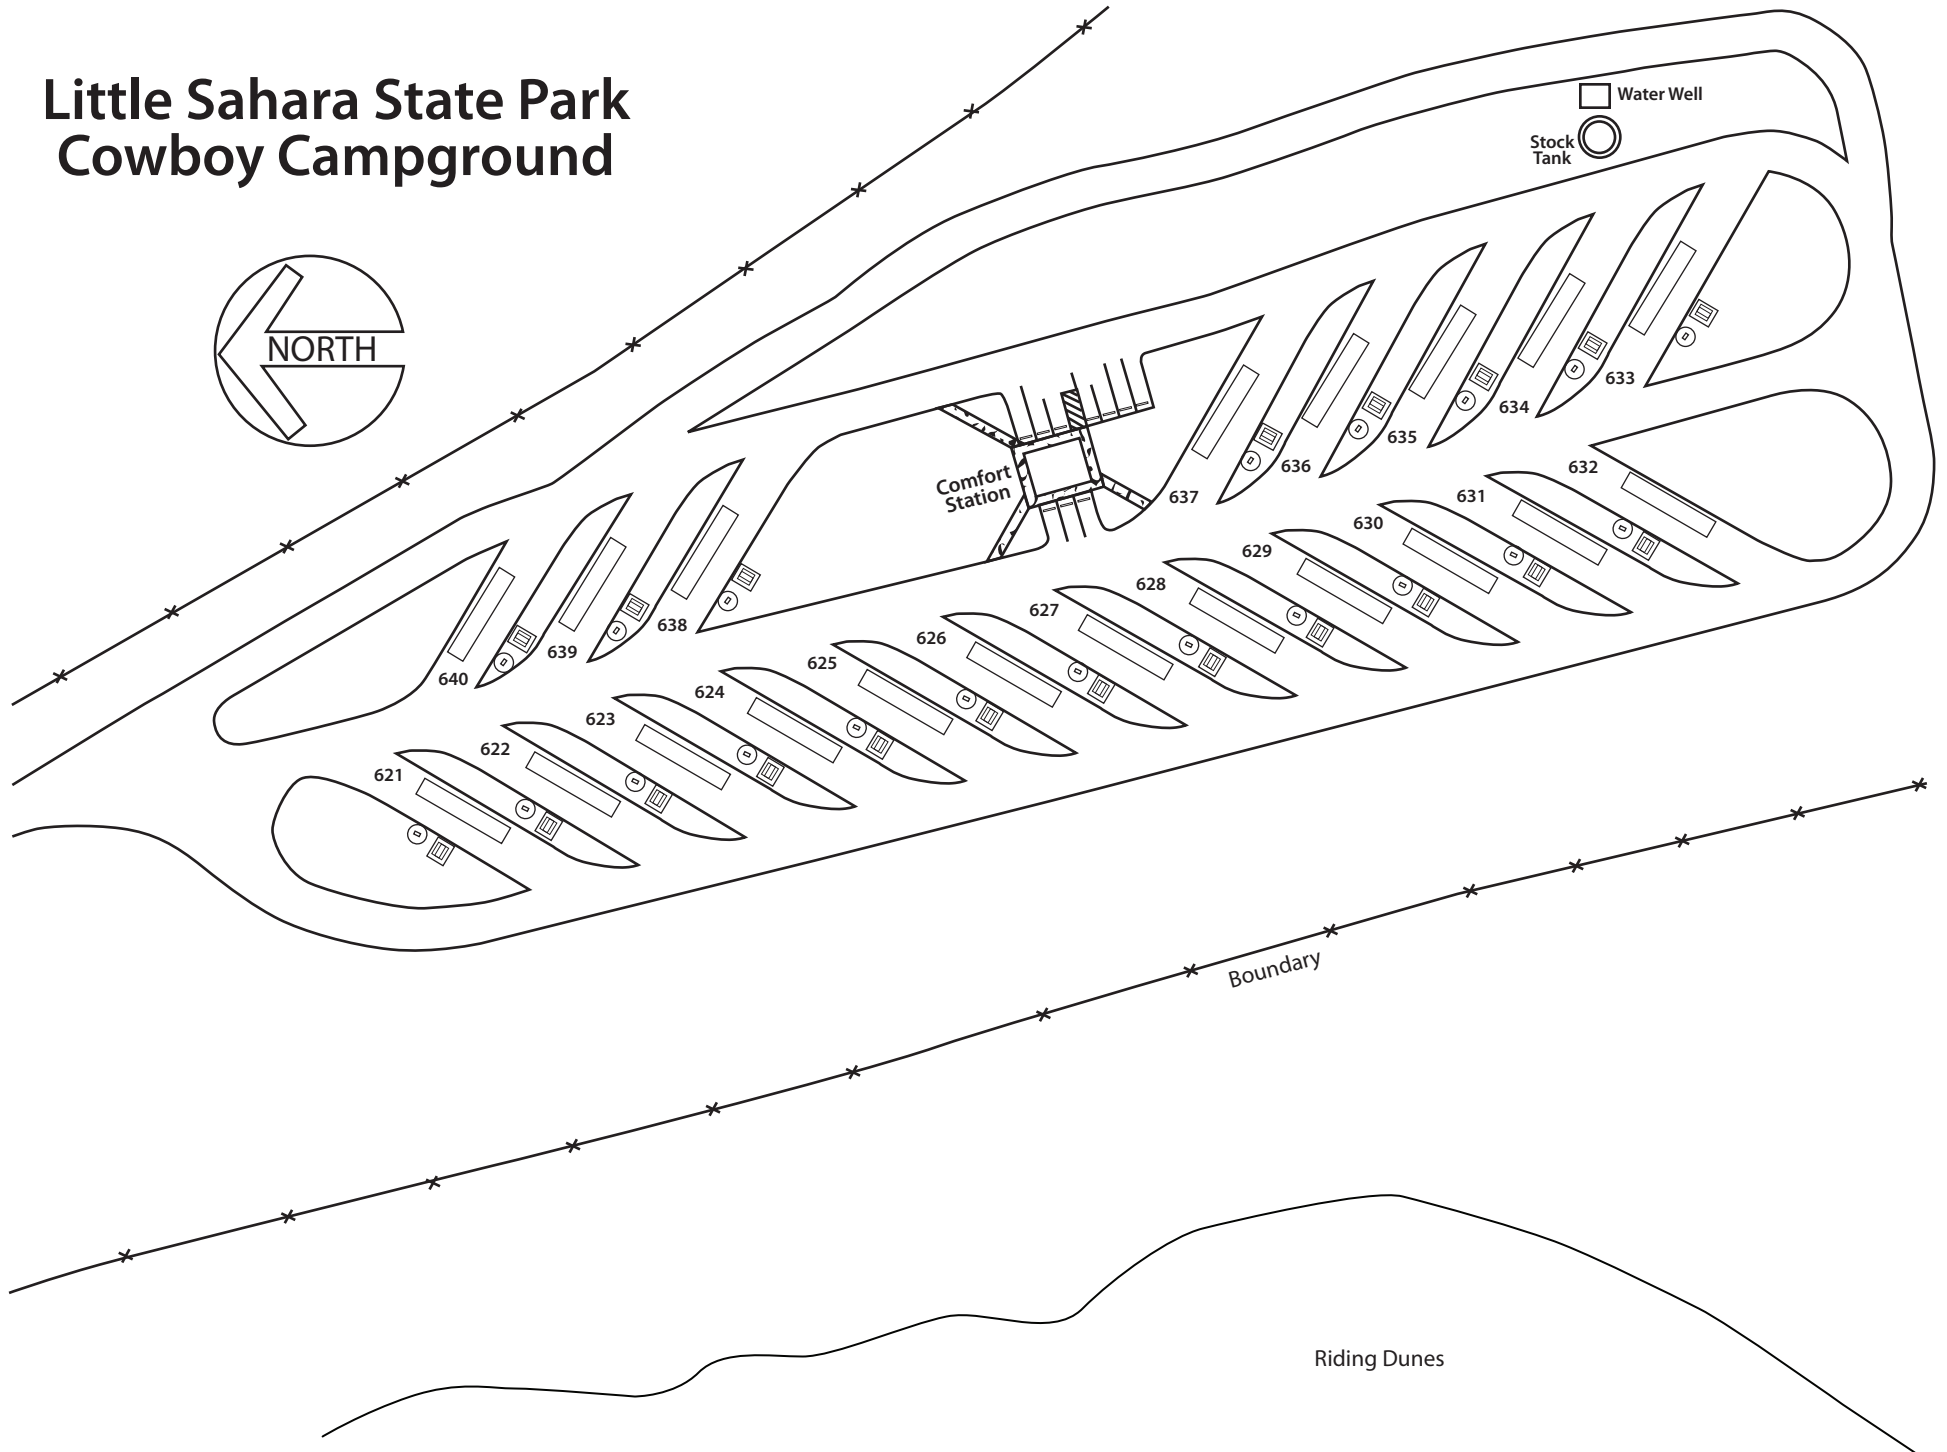 Little Sahara State Park
Cowboy Campground
Water Well
Stock
Tank
NORTH
633
634
635
636
637
Comfort
Station
632
631
630
629
628
627
626
625
624
623
622
621
638
639
640
Boundary
Riding Dunes